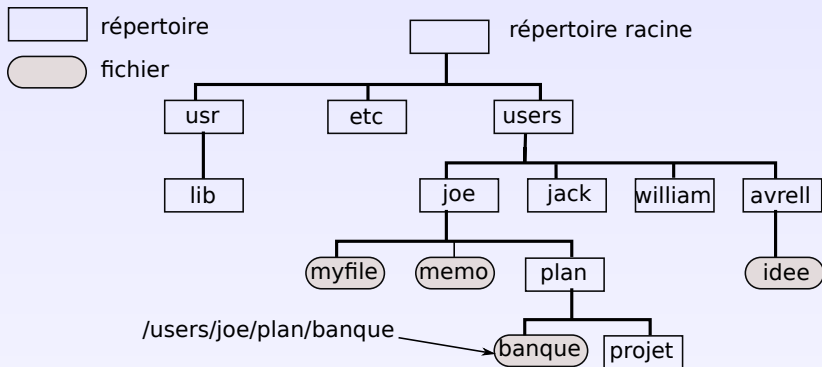 répertoire
répertoire racine
fichier
usr
etc
users
lib
joe
jack
william
avrell
myfile
memo
plan
idee
/users/joe/plan/banque
banque
projet